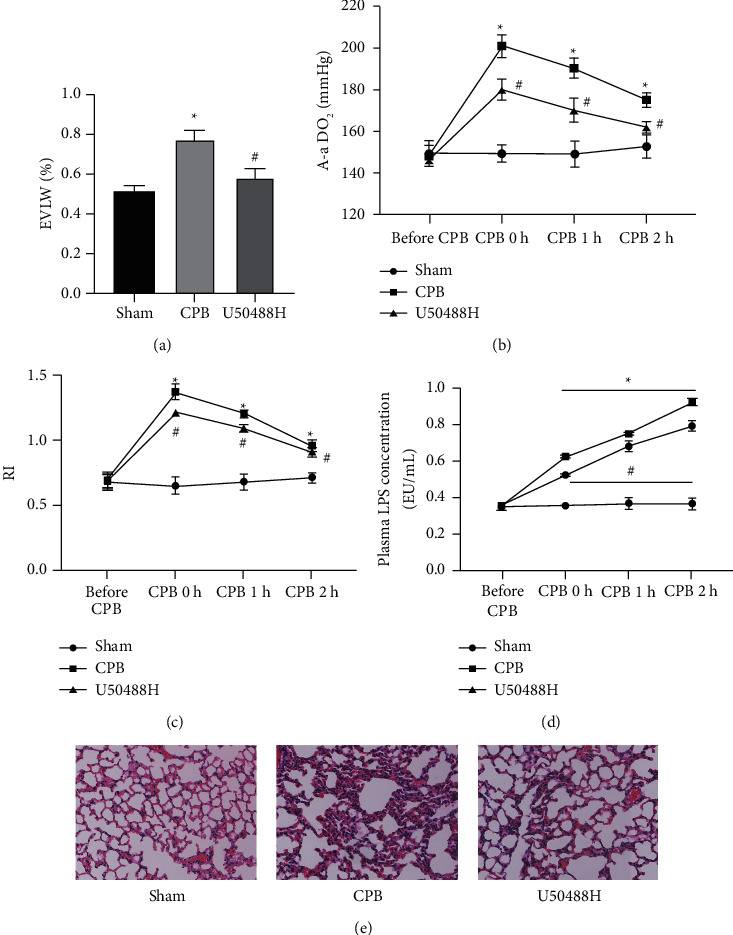 1.0
0.8
0.6
0.4
0.2
0.0
EVLW (%)
*
#
Sham CPB U50488H
(a)
220
200
180
160
140
120
A-a DO2 (mmHg)
*
*
*
#
#
#
Before CPB CPB 0 h CPB 1 h CPB 2 h
Sham
CPB
U50488H
(b)
1.5
1.0
0.5
0.0
RI
*
*
*
#
#
#
Before
CPB
CPB 0 h CPB 1 h CPB 2 h
Sham
CPB
U50488H
(c)
1.0
0.8
0.6
0.4
0.2
0.0
Plasma LPS concentration
(EU/mL)
*
#
Before
CPB
CPB 0 h CPB 1 h CPB 2 h
Sham
CPB
U50488H
(d)
Sham CPB U50488H
(e)